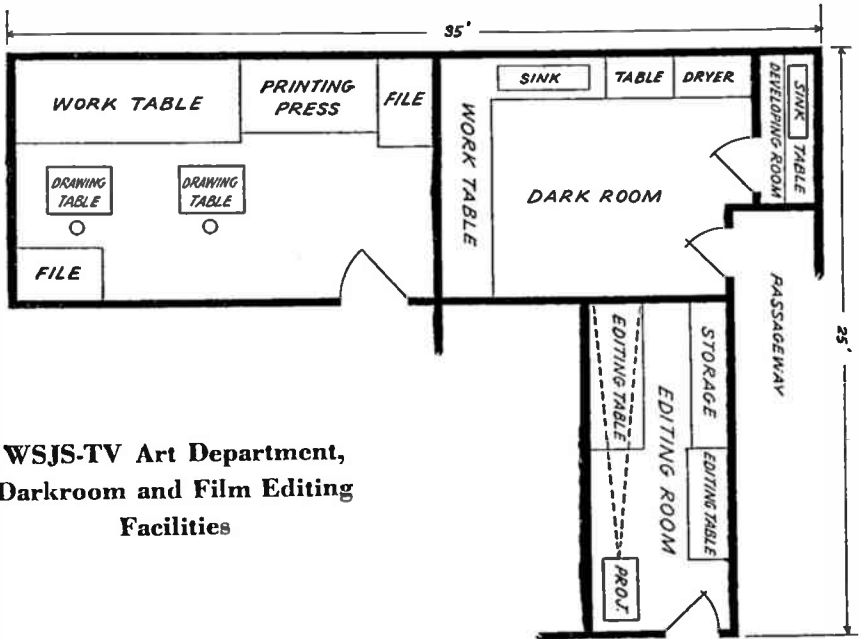 35'
WORK TABLE
PRINTING
PRESS
FILE
DRAWING
TABLE
DRAWING
TABLE
FILE
SINK
TABLE
DRYER
WORK TABLE
DARK ROOM
DEVELOPING ROOM
SINK
TABLE
PASSAGEWAY
25'
EDITING TABLE
STORAGE
EDITING ROOM
EDITING TABLE
PROJ.
WSJS-TV Art Department,
Darkroom and Film Editing
Facilities